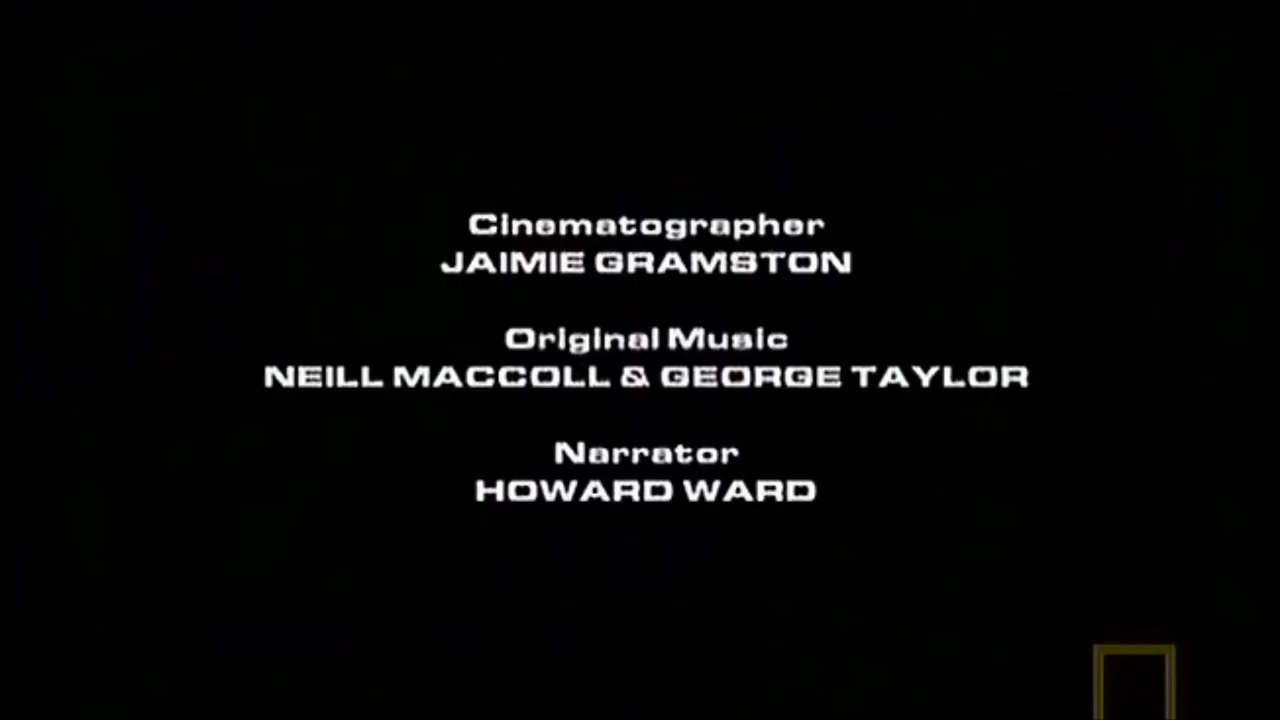 Cinematographer
JAIMIE GRAMSTON
Original Music
NEILL MACCOLL & GEORGE TAYLOR
Narrator
HOWARD WARD